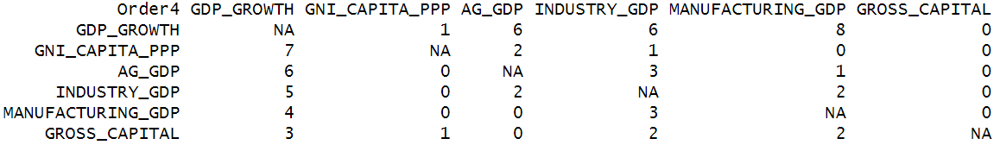 Order4 GDP_GROWTH GNI_CAPITA_PPP AG_GDP INDUSTRY_GDP MANUFACTURING_GDP GROSS_CAPITAL
GDP_GROWTH NA 1 6 6 8 0
GNI_CAPITA_PPP 7 NA 2 1 0 0
AG_GDP 6 0 NA 3 1 0
INDUSTRY_GDP 5 0 2 NA 2 0
MANUFACTURING_GDP 4 0 0 3 NA 0
GROSS_CAPITAL 3 1 0 2 2 NA